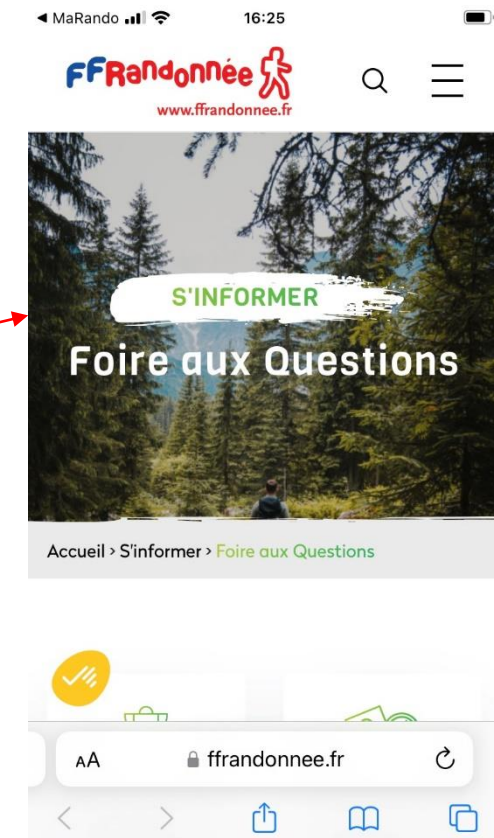 ◀ MaRando 16:25
FFRandonnée
www.ffrandonnee.fr
S'INFORMER
Foire aux Questions
Accueil > S'informer > Foire aux Questions
AA ffrandonnee.fr